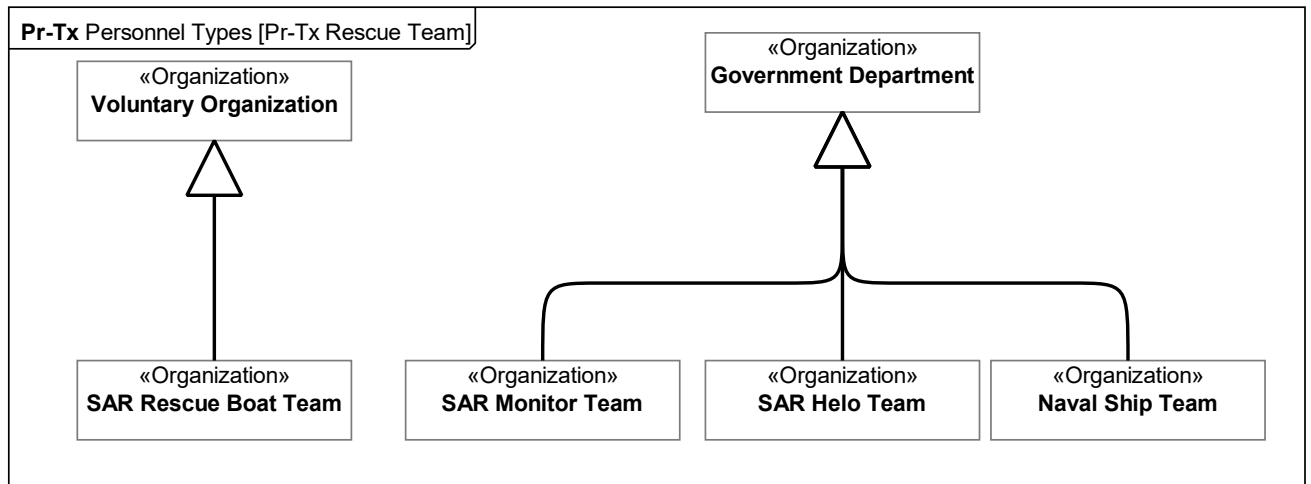 Pr-Tx Personnel Types [Pr-Tx Rescue Team]
«Organization»
Voluntary Organization
«Organization»
Government Department
«Organization»
SAR Rescue Boat Team
«Organization»
SAR Monitor Team
«Organization»
SAR Helo Team
«Organization»
Naval Ship Team